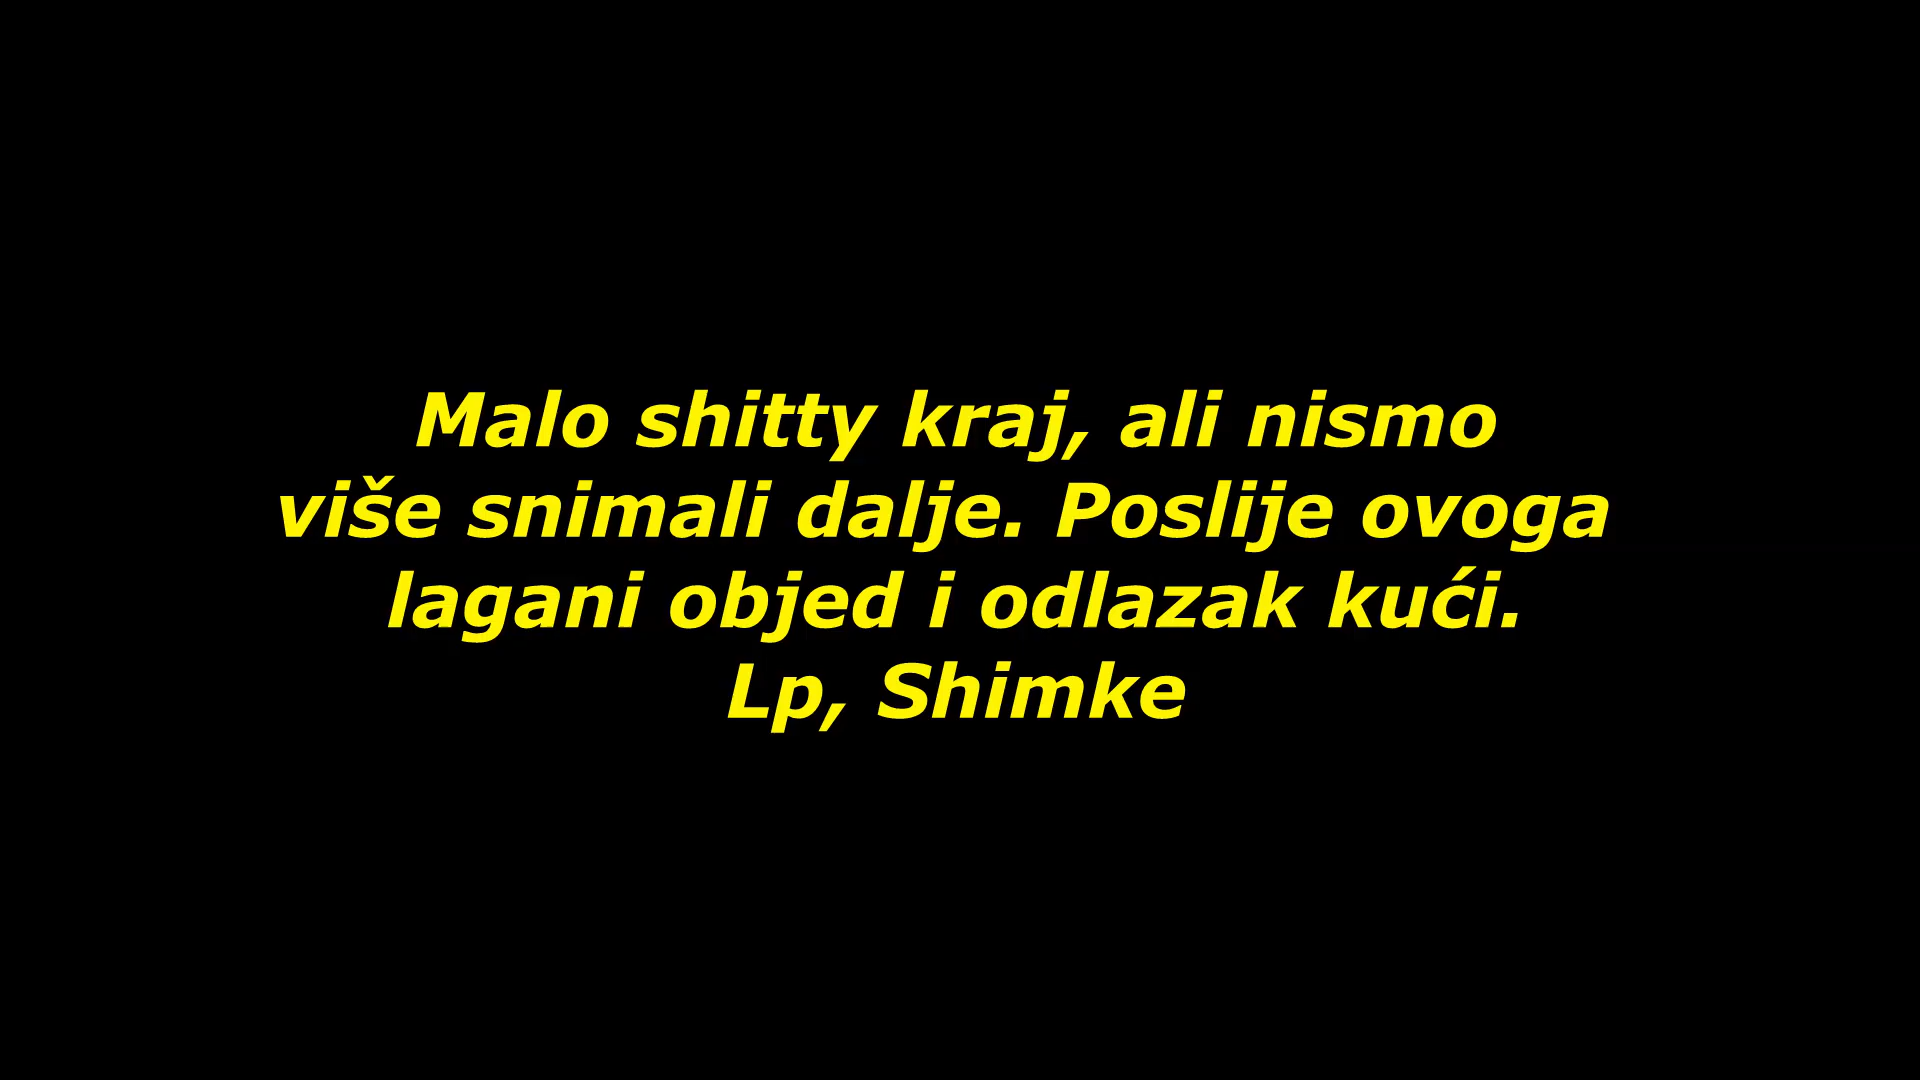 Malo shitty kraj, ali nismo
više snimali dalje. Poslije ovoga
lagani objed i odlazak kući.
Lp, Shimke